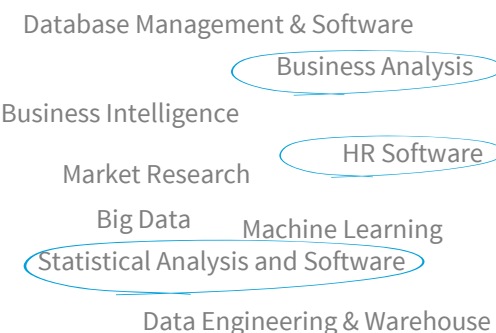 Database Management & Software
Business Analysis
Business Intelligence
HR Software
Market Research
Big Data
Machine Learning
Statistical Analysis and Software
Data Engineering & Warehouse